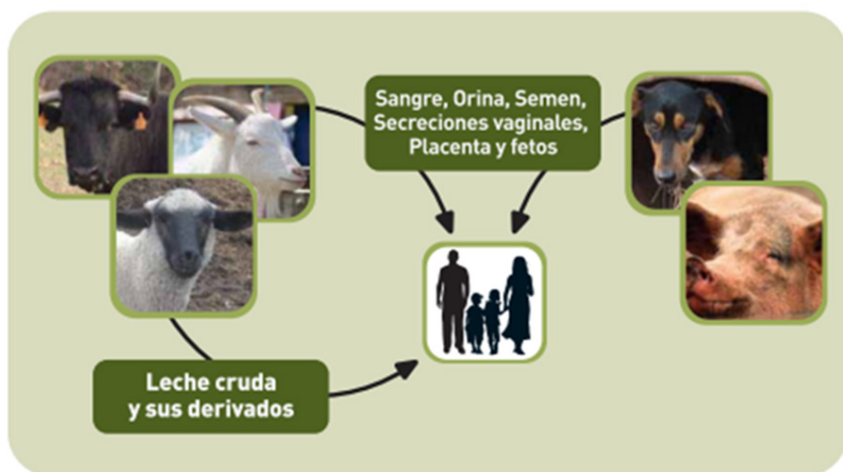 Sangre, Orina, Semen,
Secreciones vaginales,
Placenta y fetos
Leche cruda
y sus derivados